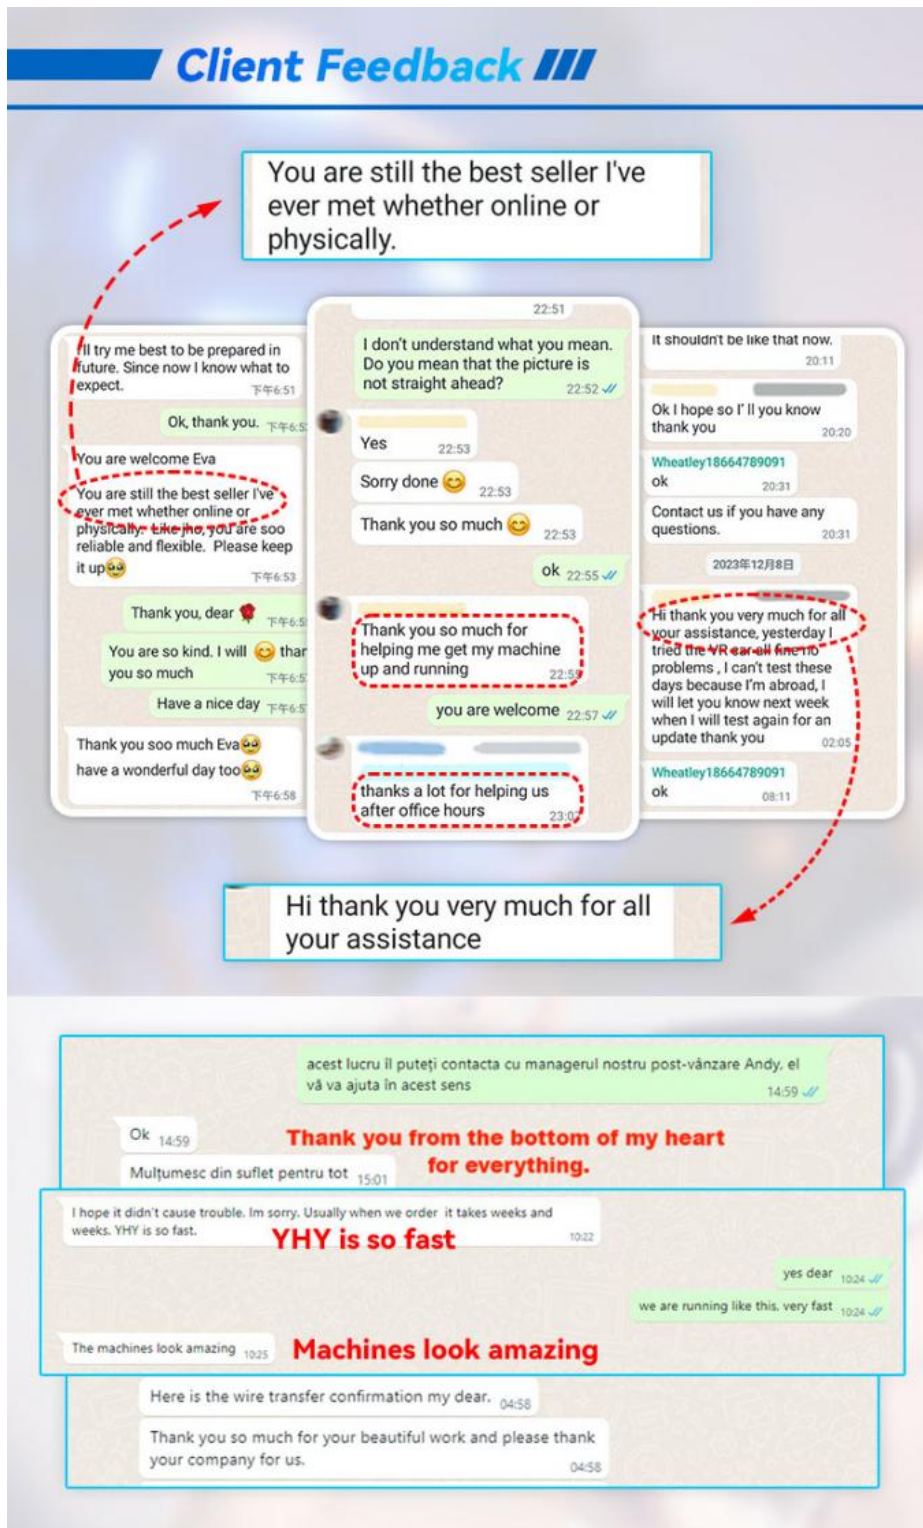 Client Feedback
You are still the best seller I've
ever met whether online or
physically.
I'll try me best to be prepared in
future. Since now I know what to
expect.
下午6:51
Ok, thank you.
You are welcome Eva
You are still the best seller I've
ever met whether online or
physically. Like jho, you are soo
reliable and flexible. Please keep
it up🥹
下午6:53
Thank you, dear 🌹
You are so kind. I will 😊 than
you so much
Have a nice day
Thank you soo much Eva🥹
have a wonderful day too🥹
下午6:58
22:51
I don't understand what you mean.
Do you mean that the picture is
not straight ahead?
22:52
Yes
22:53
Sorry done 😊
22:53
Thank you so much 😊
22:53
ok 22:55
Thank you so much for
helping me get my machine
up and running
you are welcome 22:57
thanks a lot for helping us
after office hours
23:07
It shouldn't be like that now.
20:11
Ok I hope so I' ll you know
thank you
20:20
Wheatley18664789091
ok
20:31
Contact us if you have any
questions.
20:31
2023年12月8日
Hi thank you very much for all
your assistance, yesterday I
tried the VR car all fine no
problems , I can't test these
days because I'm abroad, I
will let you know next week
when I will test again for an
update thank you
02:05
Wheatley18664789091
ok
08:11
Hi thank you very much for all
your assistance
acest lucru îl puteți contacta cu managerul nostru post-vânzare Andy. el
vă va ajuta în acest sens
14:59
Ok 14:59
Mulțumesc din suflet pentru tot 15:01
Thank you from the bottom of my heart
for everything.
I hope it didn't cause trouble. Im sorry. Usually when we order it takes weeks and
weeks. YHY is so fast.
10:22
YHY is so fast
yes dear 10:24
we are running like this. very fast 10:24
The machines look amazing 10:25
Machines look amazing
Here is the wire transfer confirmation my dear. 04:58
Thank you so much for your beautiful work and please thank
your company for us.
04:58